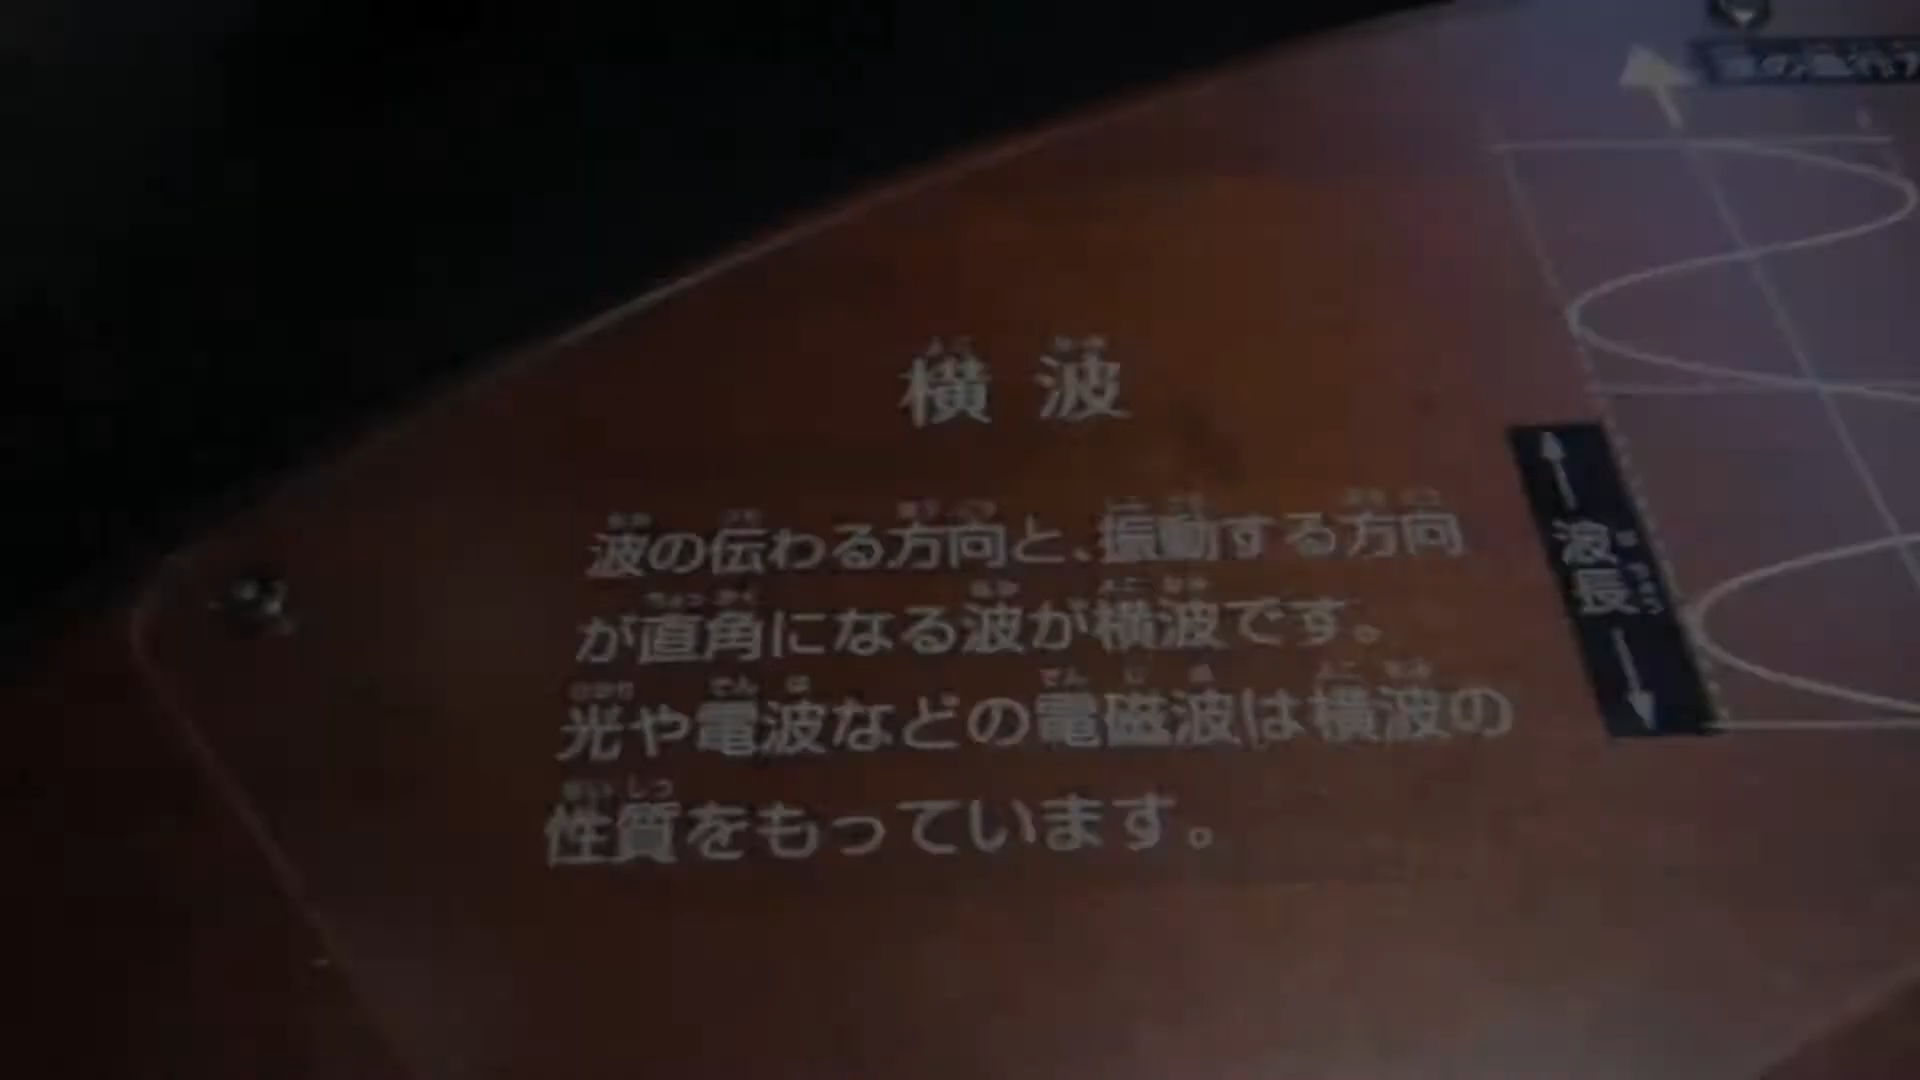 横波
波の伝わる方向と、振動する方向
が直角になる波が横波です。
光や電波などの電磁波は横波の
性質をもっています。
波長